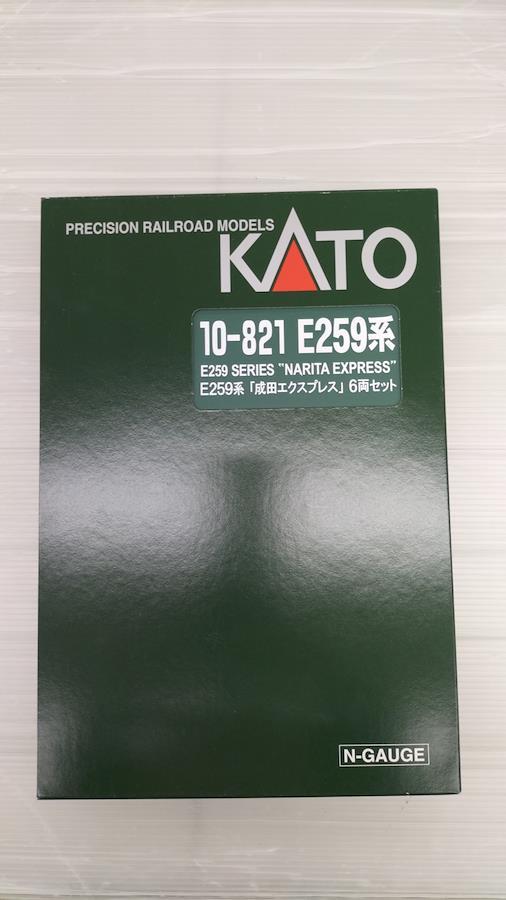 PRECISION RAILROAD MODELS
KATO
10-821 E259系
E259 SERIES "NARITA EXPRESS"
E259系「成田エクスプレス」6両セット
N-GAUGE